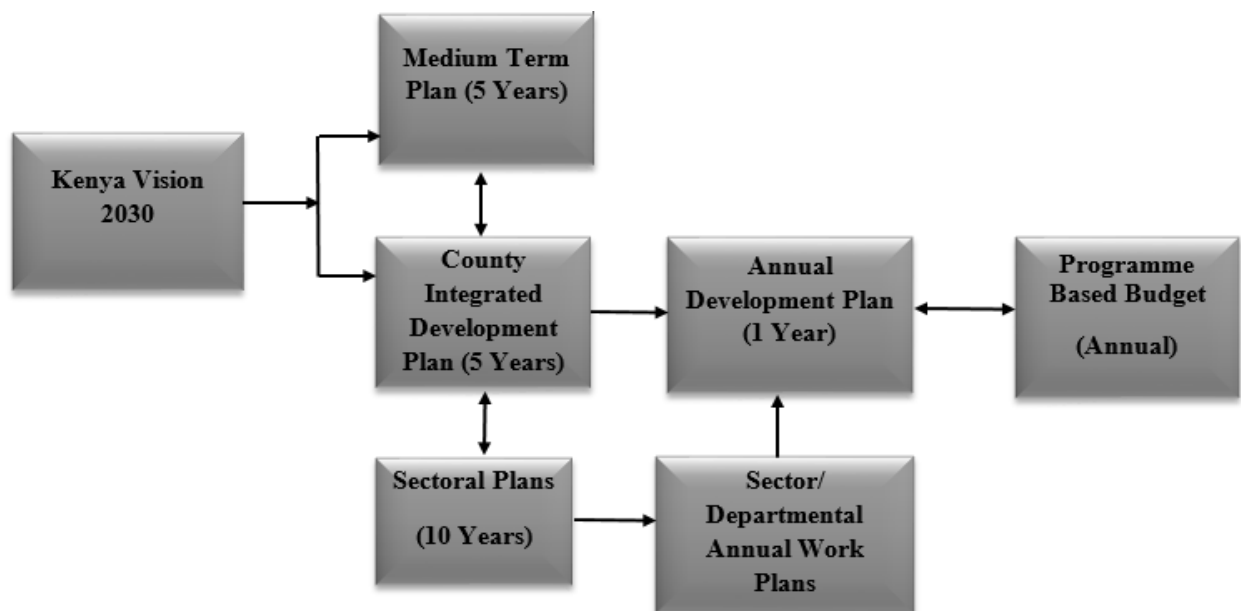 Medium Term
Plan (5 Years)
Kenya Vision
2030
County
Integrated
Development
Plan (5 Years)
Annual
Development Plan
(1 Year)
Programme
Based Budget
(Annual)
Sectoral Plans
(10 Years)
Sector/
Departmental
Annual Work
Plans